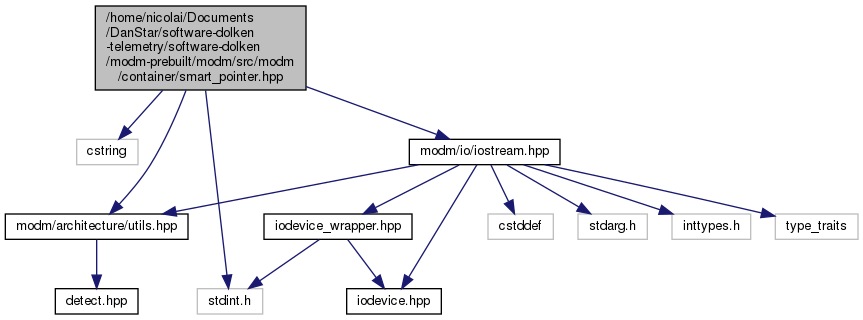 /home/nicolai/Documents
/DanStar/software-dolken
-telemetry/software-dolken
/modm-prebuilt/modm/src/modm
/container/smart_pointer.hpp
cstring
modm/io/iostream.hpp
modm/architecture/utils.hpp
iodevice_wrapper.hpp
cstddef
stdarg.h
inttypes.h
type_traits
detect.hpp
stdint.h
iodevice.hpp